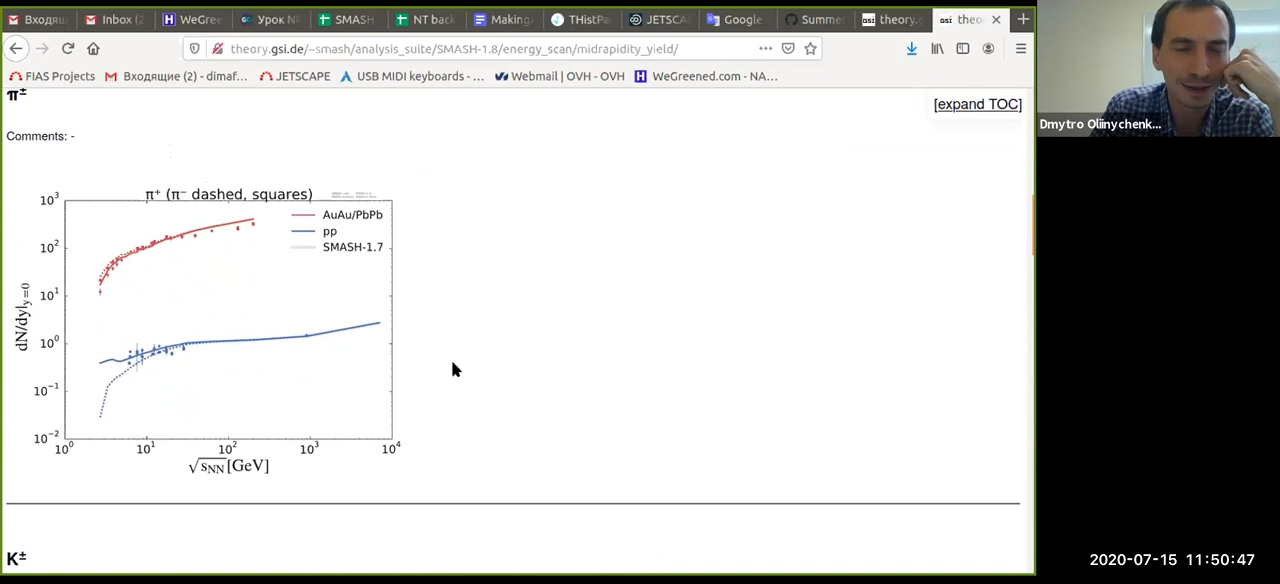 Входящ Inbox (2 WeGree Урок № SMASH NT back Making THistPa JETSCA Google Summer theory. theo
theory.gsi.de/~smash/analysis_suite/SMASH-1.8/energy_scan/midrapidity_yield/
FIAS Projects Входящие (2) - dimaf... JETSCAPE USB MIDI keyboards - ... Webmail | OVH - OVH WeGreened.com - NA...
π±
[expand TOC]
Comments: -
π⁺ (π⁻ dashed, squares)
AuAu/PbPb
pp
SMASH-1.7
10³
10²
10¹
10⁰
10⁻¹
10⁻²
dN/dy|y=0
10⁰ 10¹ 10² 10³ 10⁴
√sNN[GeV]
K±
Dmytro Oliinychenk...
2020-07-15 11:50:47